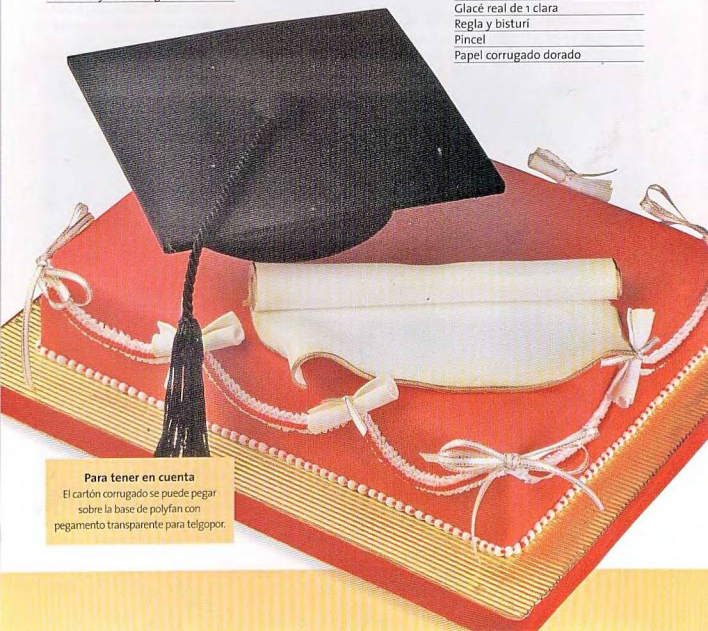 Glacé real de 1 clara
Regla y bisturí
Pincel
Papel corrugado dorado
Para tener en cuenta
El cartón corrugado se puede pegar
sobre la base de polyfan con
pegamento transparente para telgopor.